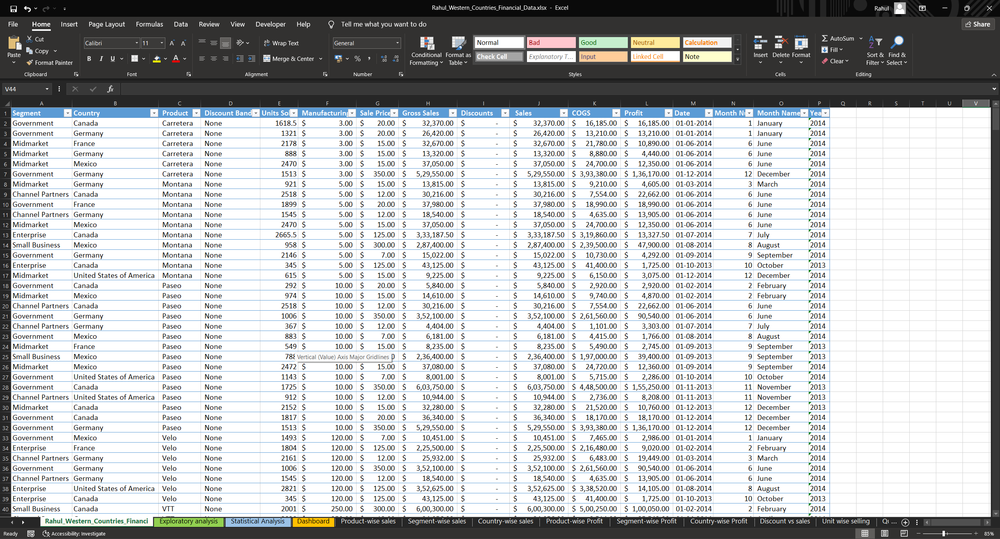 Rahul_Western_Countries_Financial_Data.xlsx - Excel
Rahul
File Home Insert Page Layout Formulas Data Review View Developer Help Tell me what you want to do Share
Paste Cut Copy Format Painter Clipboard
Calibri 11 A A B I U A Font
Wrap Text Merge & Center Alignment
General % , Number
Conditional Formatting Format as Table
Normal Bad Good Neutral Calculation
Check Cell Explanatory T... Input Linked Cell Note
Styles
Insert Delete Format Cells
AutoSum Fill Clear Sort & Filter Find & Select Editing
V44 fx
A B C D E F G H I J K L M N O P Q R S T U V
1 Segment Country Product Discount Band Units Sol Manufacturing Sale Price Gross Sales Discounts Sales COGS Profit Date Month Nu Month Name Yea
2 Government Canada Carretera None 1618.5 $ 3.00 $ 20.00 $ 32,370.00 $ - $ 32,370.00 $ 16,185.00 $ 16,185.00 01-01-2014 1 January 2014
3 Government Germany Carretera None 1321 $ 3.00 $ 20.00 $ 26,420.00 $ - $ 26,420.00 $ 13,210.00 $ 13,210.00 01-01-2014 1 January 2014
4 Midmarket France Carretera None 2178 $ 3.00 $ 15.00 $ 32,670.00 $ - $ 32,670.00 $ 21,780.00 $ 10,890.00 01-06-2014 6 June 2014
5 Midmarket Germany Carretera None 888 $ 3.00 $ 15.00 $ 13,320.00 $ - $ 13,320.00 $ 8,880.00 $ 4,440.00 01-06-2014 6 June 2014
6 Midmarket Mexico Carretera None 2470 $ 3.00 $ 15.00 $ 37,050.00 $ - $ 37,050.00 $ 24,700.00 $ 12,350.00 01-06-2014 6 June 2014
7 Government Germany Carretera None 1513 $ 3.00 $ 350.00 $ 5,29,550.00 $ - $ 5,29,550.00 $ 3,93,380.00 $ 1,36,170.00 01-12-2014 12 December 2014
8 Midmarket Germany Montana None 921 $ 5.00 $ 15.00 $ 13,815.00 $ - $ 13,815.00 $ 9,210.00 $ 4,605.00 01-03-2014 3 March 2014
9 Channel Partners Canada Montana None 2518 $ 5.00 $ 12.00 $ 30,216.00 $ - $ 30,216.00 $ 7,554.00 $ 22,662.00 01-06-2014 6 June 2014
10 Government France Montana None 1899 $ 5.00 $ 20.00 $ 37,980.00 $ - $ 37,980.00 $ 18,990.00 $ 18,990.00 01-06-2014 6 June 2014
11 Channel Partners Germany Montana None 1545 $ 5.00 $ 12.00 $ 18,540.00 $ - $ 18,540.00 $ 4,635.00 $ 13,905.00 01-06-2014 6 June 2014
12 Midmarket Mexico Montana None 2470 $ 5.00 $ 15.00 $ 37,050.00 $ - $ 37,050.00 $ 24,700.00 $ 12,350.00 01-06-2014 6 June 2014
13 Enterprise Canada Montana None 2665.5 $ 5.00 $ 125.00 $ 3,33,187.50 $ - $ 3,33,187.50 $ 3,19,860.00 $ 13,327.50 01-07-2014 7 July 2014
14 Small Business Mexico Montana None 958 $ 5.00 $ 300.00 $ 2,87,400.00 $ - $ 2,87,400.00 $ 2,39,500.00 $ 47,900.00 01-08-2014 8 August 2014
15 Government Germany Montana None 2146 $ 5.00 $ 7.00 $ 15,022.00 $ - $ 15,022.00 $ 10,730.00 $ 4,292.00 01-09-2014 9 September 2014
16 Enterprise Canada Montana None 345 $ 5.00 $ 125.00 $ 43,125.00 $ - $ 43,125.00 $ 41,400.00 $ 1,725.00 01-10-2013 10 October 2013
17 Midmarket United States of America Montana None 615 $ 5.00 $ 15.00 $ 9,225.00 $ - $ 9,225.00 $ 6,150.00 $ 3,075.00 01-12-2014 12 December 2014
18 Government Canada Paseo None 292 $ 10.00 $ 20.00 $ 5,840.00 $ - $ 5,840.00 $ 2,920.00 $ 2,920.00 01-02-2014 2 February 2014
19 Midmarket Mexico Paseo None 974 $ 10.00 $ 15.00 $ 14,610.00 $ - $ 14,610.00 $ 9,740.00 $ 4,870.00 01-02-2014 2 February 2014
20 Channel Partners Canada Paseo None 2518 $ 10.00 $ 12.00 $ 30,216.00 $ - $ 30,216.00 $ 7,554.00 $ 22,662.00 01-06-2014 6 June 2014
21 Government Germany Paseo None 1006 $ 10.00 $ 350.00 $ 3,52,100.00 $ - $ 3,52,100.00 $ 2,61,560.00 $ 90,540.00 01-06-2014 6 June 2014
22 Channel Partners Germany Paseo None 367 $ 10.00 $ 12.00 $ 4,404.00 $ - $ 4,404.00 $ 1,101.00 $ 3,303.00 01-07-2014 7 July 2014
23 Government Mexico Paseo None 883 $ 10.00 $ 7.00 $ 6,181.00 $ - $ 6,181.00 $ 4,415.00 $ 1,766.00 01-08-2014 8 August 2014
24 Midmarket France Paseo None 549 $ 10.00 $ 15.00 $ 8,235.00 $ - $ 8,235.00 $ 5,490.00 $ 2,745.00 01-09-2013 9 September 2013
25 Small Business Mexico Paseo None 788 Vertical (Value) Axis Major Gridlines 0 $ 2,36,400.00 $ - $ 2,36,400.00 $ 1,97,000.00 $ 39,400.00 01-09-2013 9 September 2013
26 Midmarket Mexico Paseo None 2472 $ 10.00 $ 15.00 $ 37,080.00 $ - $ 37,080.00 $ 24,720.00 $ 12,360.00 01-09-2014 9 September 2014
27 Government United States of America Paseo None 1143 $ 10.00 $ 7.00 $ 8,001.00 $ - $ 8,001.00 $ 5,715.00 $ 2,286.00 01-10-2014 10 October 2014
28 Government Canada Paseo None 1725 $ 10.00 $ 350.00 $ 6,03,750.00 $ - $ 6,03,750.00 $ 4,48,500.00 $ 1,55,250.00 01-11-2013 11 November 2013
29 Channel Partners United States of America Paseo None 912 $ 10.00 $ 12.00 $ 10,944.00 $ - $ 10,944.00 $ 2,736.00 $ 8,208.00 01-11-2013 11 November 2013
30 Midmarket Canada Paseo None 2152 $ 10.00 $ 15.00 $ 32,280.00 $ - $ 32,280.00 $ 21,520.00 $ 10,760.00 01-12-2013 12 December 2013
31 Government Canada Paseo None 1817 $ 10.00 $ 20.00 $ 36,340.00 $ - $ 36,340.00 $ 18,170.00 $ 18,170.00 01-12-2014 12 December 2014
32 Government Germany Paseo None 1513 $ 10.00 $ 350.00 $ 5,29,550.00 $ - $ 5,29,550.00 $ 3,93,380.00 $ 1,36,170.00 01-12-2014 12 December 2014
33 Government Mexico Velo None 1493 $ 120.00 $ 7.00 $ 10,451.00 $ - $ 10,451.00 $ 7,465.00 $ 2,986.00 01-01-2014 1 January 2014
34 Enterprise France Velo None 1804 $ 120.00 $ 125.00 $ 2,25,500.00 $ - $ 2,25,500.00 $ 2,16,480.00 $ 9,020.00 01-02-2014 2 February 2014
35 Channel Partners Germany Velo None 2161 $ 120.00 $ 12.00 $ 25,932.00 $ - $ 25,932.00 $ 6,483.00 $ 19,449.00 01-03-2014 3 March 2014
36 Government Germany Velo None 1006 $ 120.00 $ 350.00 $ 3,52,100.00 $ - $ 3,52,100.00 $ 2,61,560.00 $ 90,540.00 01-06-2014 6 June 2014
37 Channel Partners Germany Velo None 1545 $ 120.00 $ 12.00 $ 18,540.00 $ - $ 18,540.00 $ 4,635.00 $ 13,905.00 01-06-2014 6 June 2014
38 Enterprise United States of America Velo None 2821 $ 120.00 $ 125.00 $ 3,52,625.00 $ - $ 3,52,625.00 $ 3,38,520.00 $ 14,105.00 01-08-2014 8 August 2014
39 Enterprise Canada Velo None 345 $ 120.00 $ 125.00 $ 43,125.00 $ - $ 43,125.00 $ 41,400.00 $ 1,725.00 01-10-2013 10 October 2013
40 Small Business Canada VTT None 2001 $ 250.00 $ 300.00 $ 6,00,300.00 $ - $ 6,00,300.00 $ 5,00,250.00 $ 1,00,050.00 01-02-2014 2 February 2014
Rahul_Western_Countries_Financi Exploratory analysis Statistical Analysis Dashboard Product-wise sales Segment-wise sales Country-wise sales Product-wise Profit Segment-wise Profit Country-wise Profit Discount vs sales Unit wise selling Qu ...
Ready Accessibility: Investigate 85%